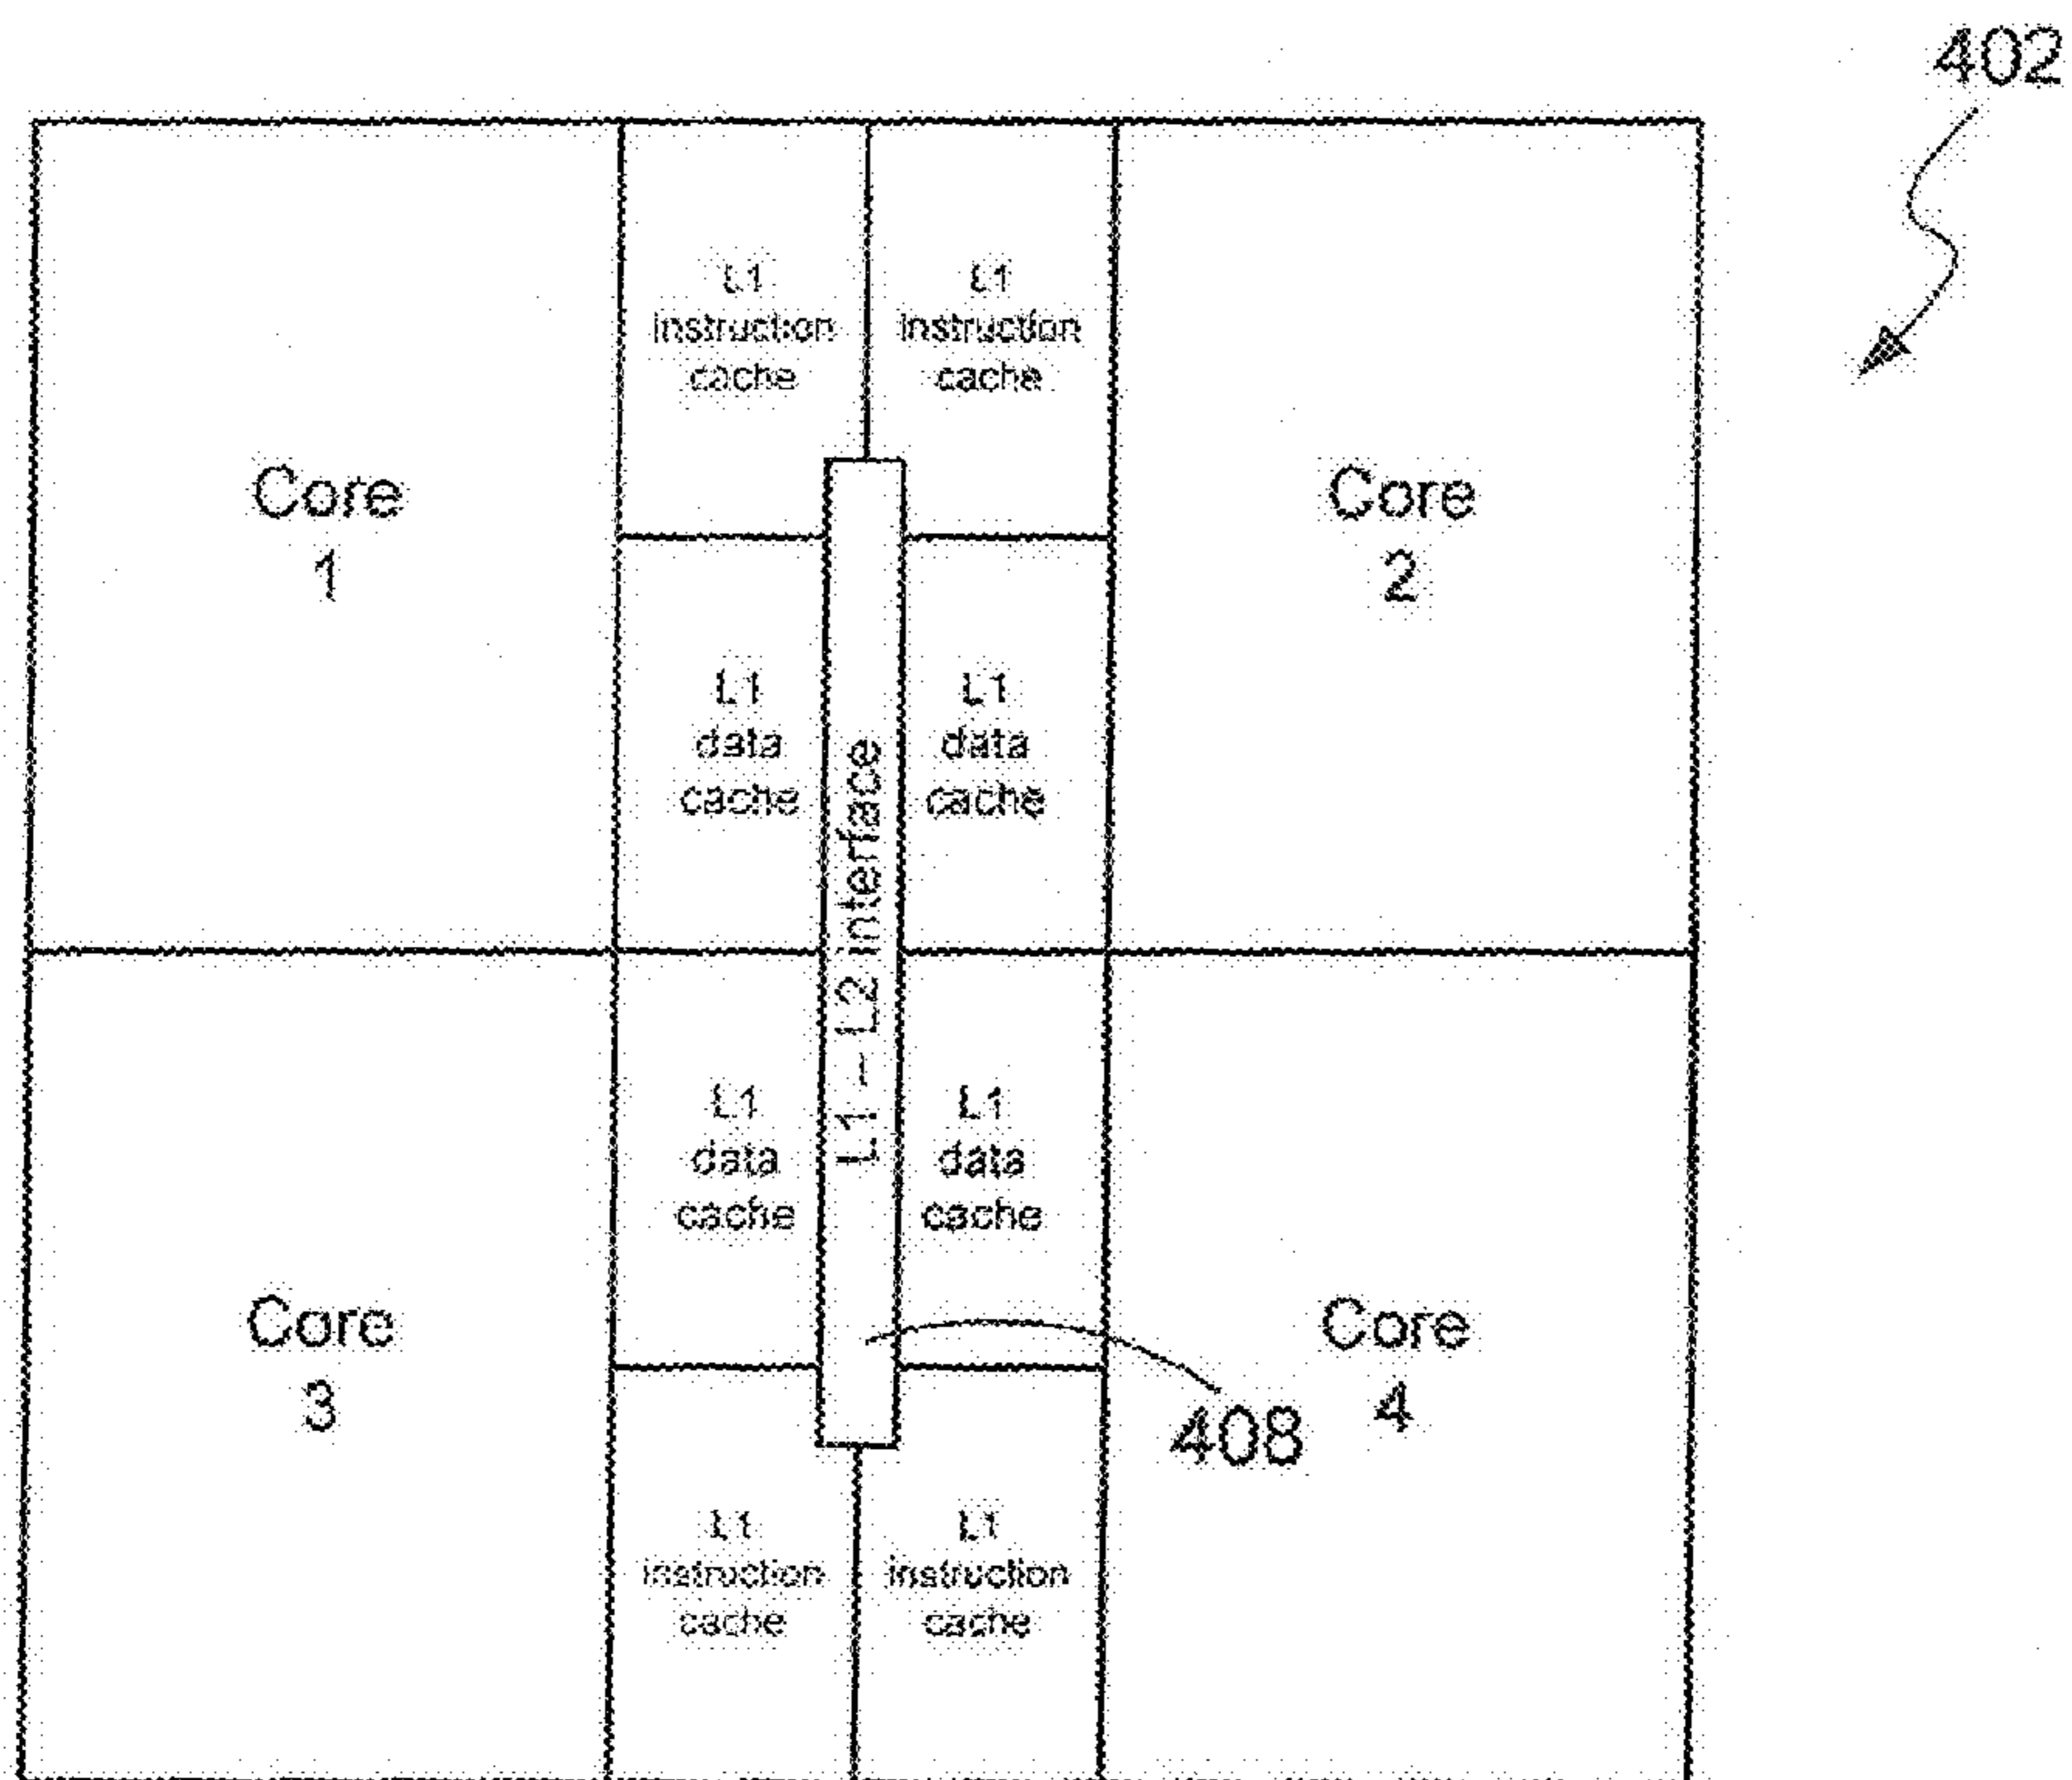 402
L1
instruction
cache
L1
instruction
cache
Core
1
Core
2
L1
data
cache
L1
data
cache
L1 - L2 interface
L1
data
cache
L1
data
cache
Core
3
Core
4
408
L1
instruction
cache
L1
instruction
cache